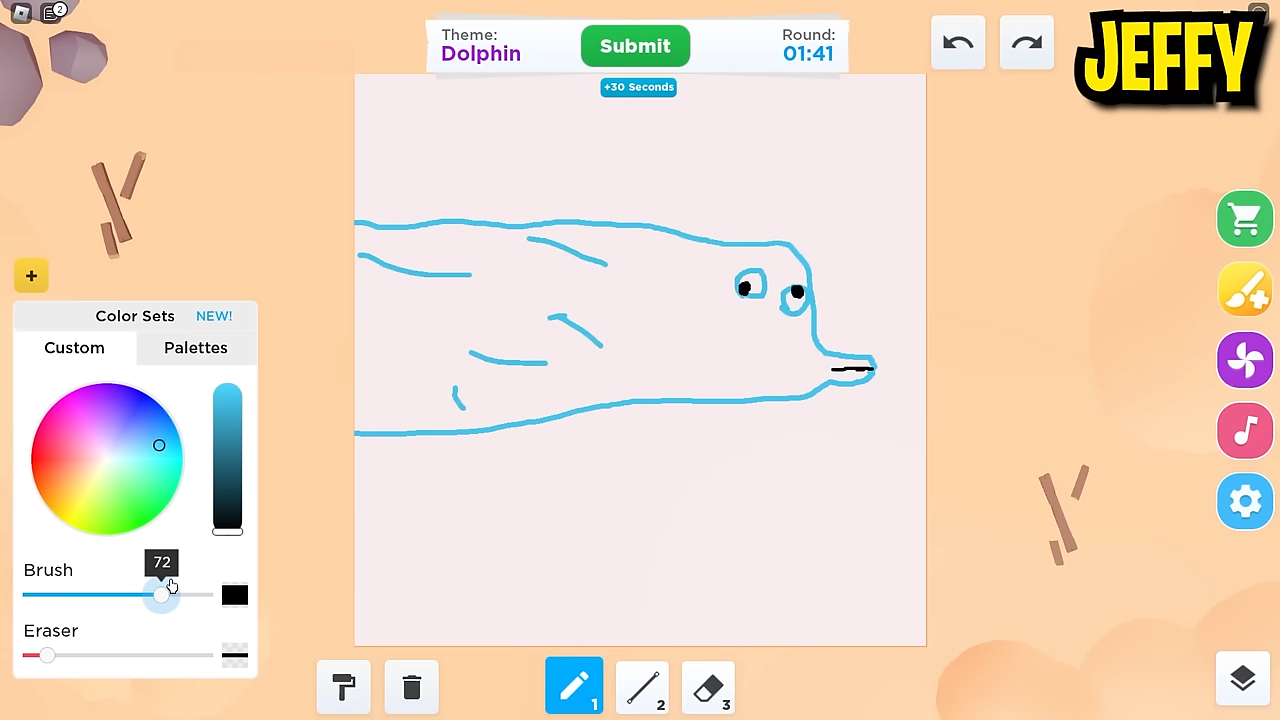 2
Theme:
Dolphin
Submit
Round:
01:41
+30 Seconds
JEFFY
+
Color Sets NEW!
Custom Palettes
72
Brush
Eraser
1
2
3